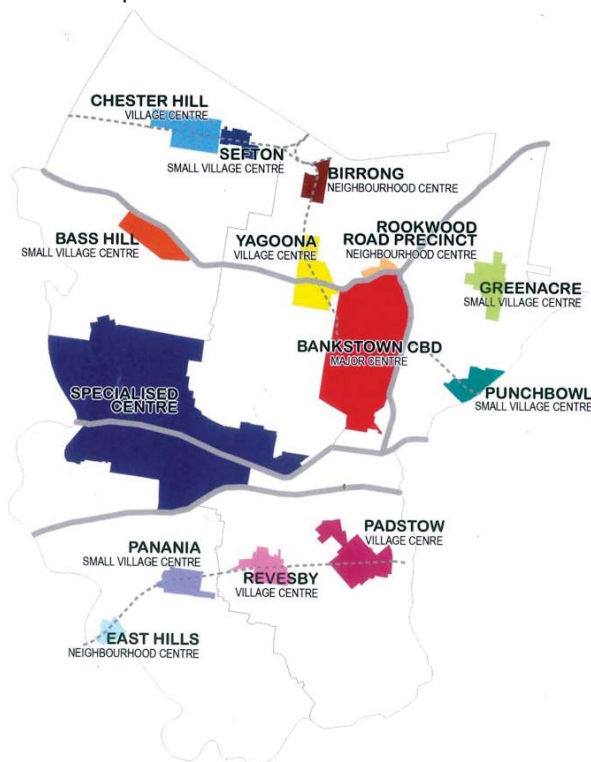 CHESTER HILL
VILLAGE CENTRE
SEFTON
SMALL VILLAGE CENTRE
BIRRONG
NEIGHBOURHOOD CENTRE
ROOKWOOD
ROAD PRECINCT
NEIGHBOURHOOD CENTRE
BASS HILL
SMALL VILLAGE CENTRE
YAGOONA
VILLAGE CENTRE
GREENACRE
SMALL VILLAGE CENTRE
BANKSTOWN CBD
MAJOR CENTRE
SPECIALISED
CENTRE
PUNCHBOWL
SMALL VILLAGE CENTRE
PADSTOW
VILLAGE CENRE
PANANIA
SMALL VILLAGE CENTRE
REVESBY
VILLAGE CENTRE
EAST HILLS
NEIGHBOURHOOD CENTRE